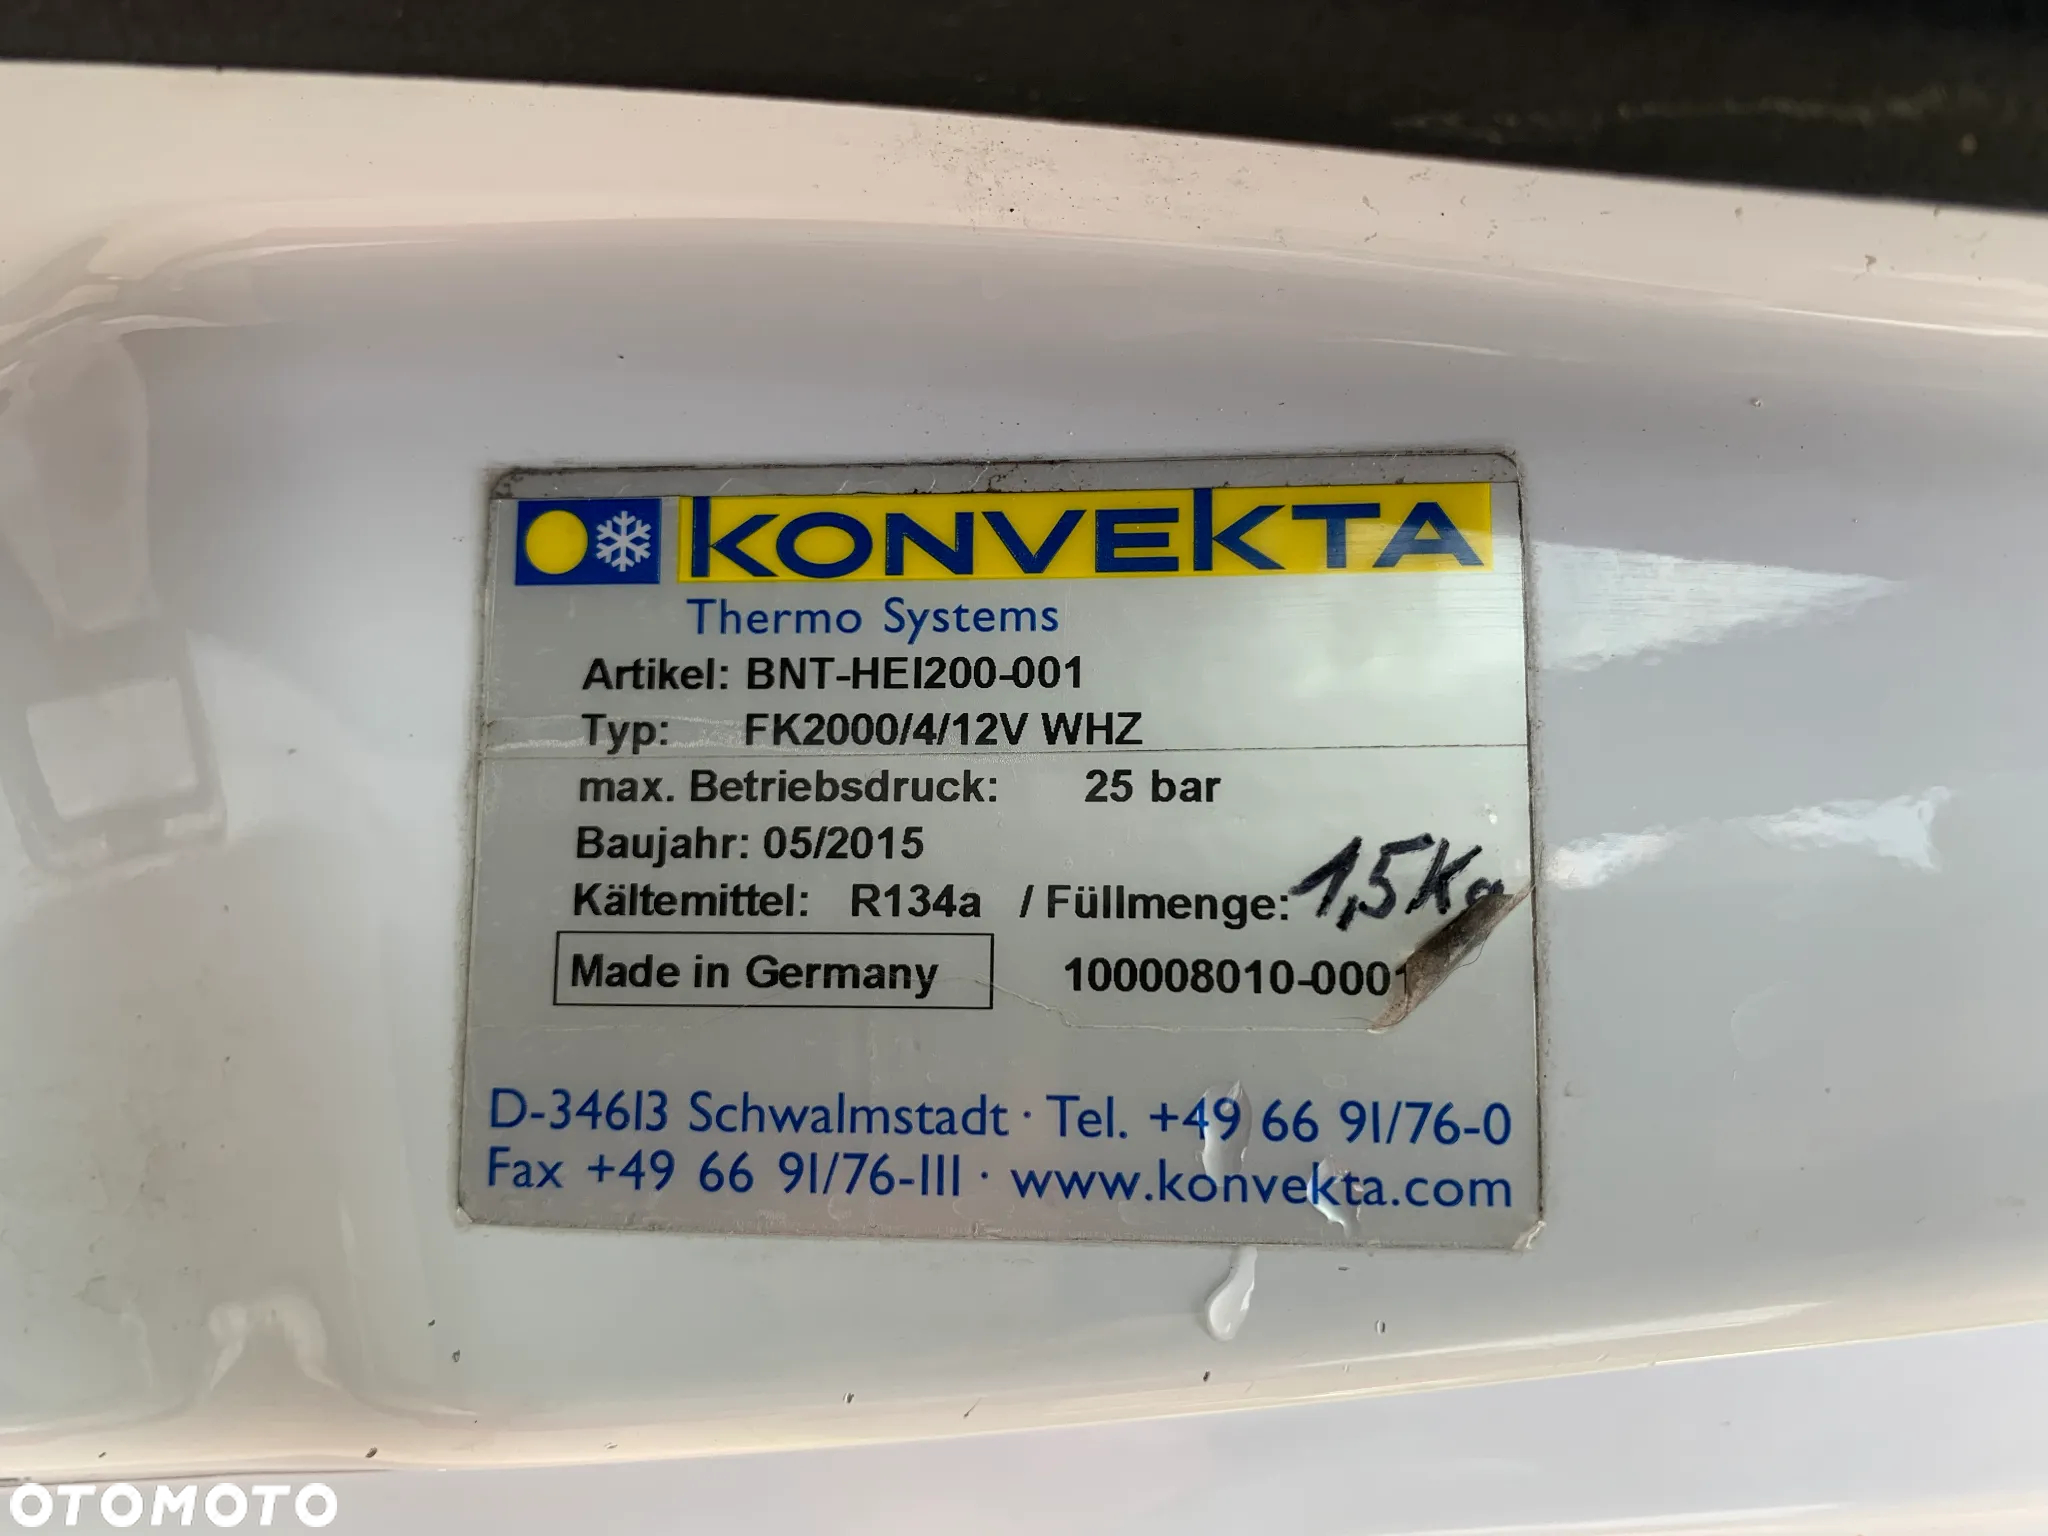 KONVEKTA
Thermo Systems
Artikel: BNT-HEI200-001
Typ: FK2000/4/12V WHZ
max. Betriebsdruck: 25 bar
Baujahr: 05/2015
Kältemittel: R134a / Füllmenge: 1,5Kg
Made in Germany 100008010-0001
D-34613 Schwalmstadt · Tel. +49 66 91/76-0
Fax +49 66 91/76-111 · www.konvekta.com
OTOMOTO